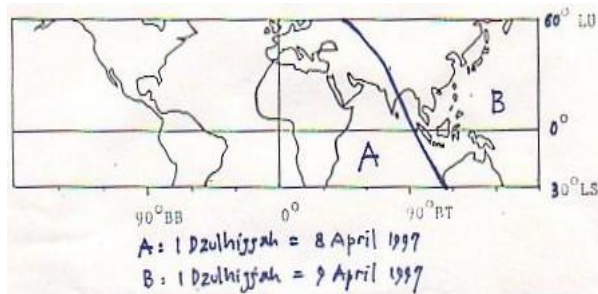 60° LU
B
0°
A
30° LS
90° BB
0°
90° BT
A: 1 Dzulhijjah = 8 April 1997
B: 1 Dzulhijjah = 9 April 1997